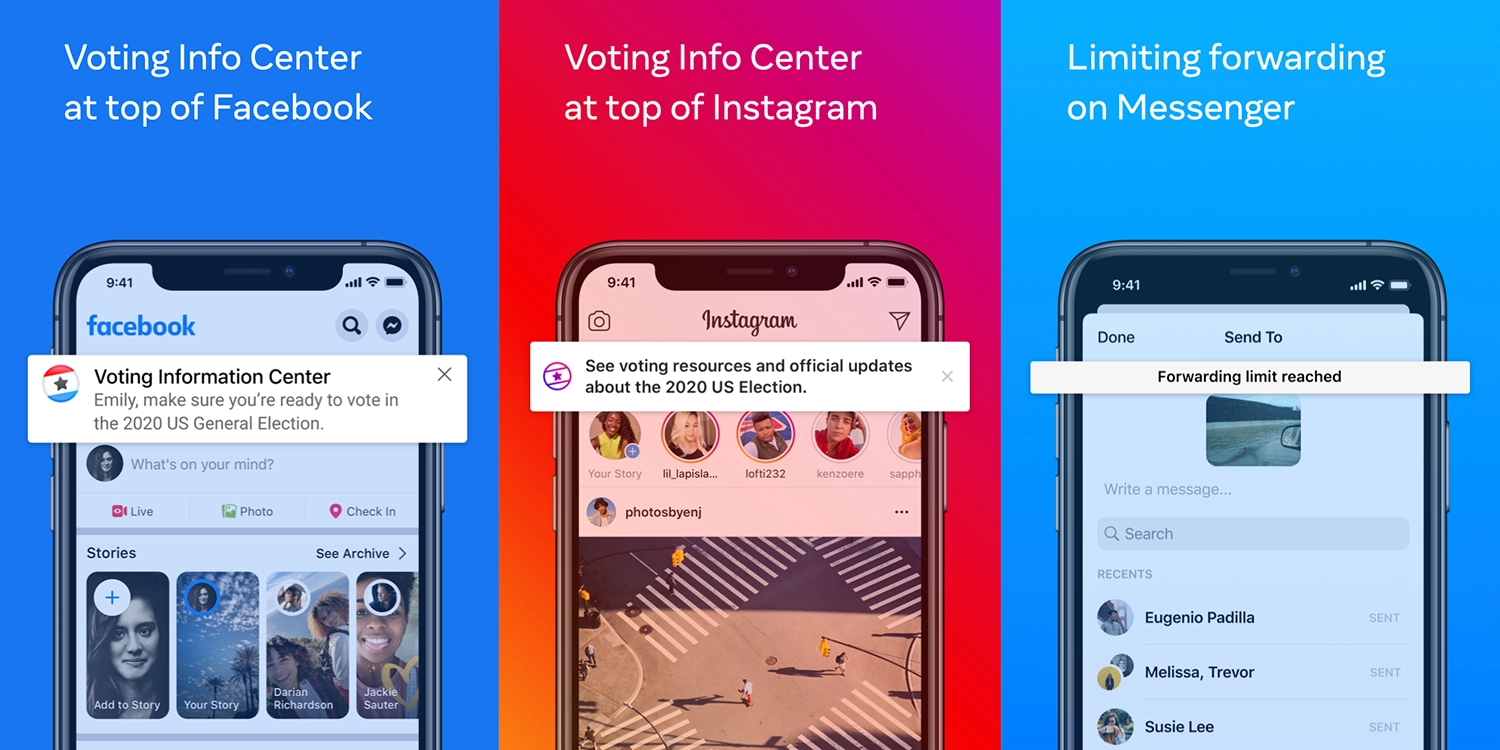 Voting Info Center
at top of Facebook
9:41
facebook
Voting Information Center
Emily, make sure you're ready to vote in
the 2020 US General Election.
What's on your mind?
Live
Photo
Check In
Stories
See Archive
Add to Story
Your Story
Darian
Richardson
Jackie
Sauter
Voting Info Center
at top of Instagram
9:41
Instagram
See voting resources and official updates
about the 2020 US Election.
Your Story
lil_lapisla...
lofti232
kenzoere
sapph
photosbyenj
Limiting forwarding
on Messenger
9:41
Done
Send To
Forwarding limit reached
Write a message...
Search
RECENTS
Eugenio Padilla
SENT
Melissa, Trevor
SENT
Susie Lee
SENT